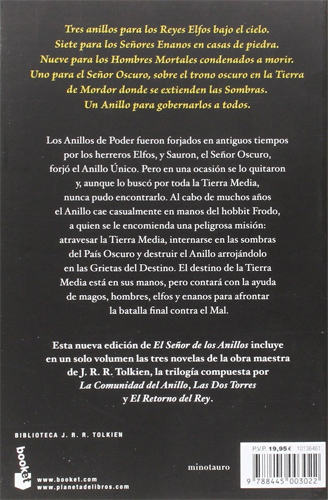 Tres anillos para los Reyes Elfos bajo el cielo.
Siete para los Señores Enanos en casas de piedra.
Nueve para los Hombres Mortales condenados a morir.
Uno para el Señor Oscuro, sobre el trono oscuro en la Tierra
de Mordor donde se extienden las Sombras.
Un Anillo para gobernarlos a todos.
Los Anillos de Poder fueron forjados en antiguos tiempos
por los herreros Elfos, y Sauron, el Señor Oscuro,
forjó el Anillo Único. Pero en una ocasión se lo quitaron
y, aunque lo buscó por toda la Tierra Media,
nunca pudo encontrarlo. Al cabo de muchos años
el Anillo cae casualmente en manos del hobbit Frodo,
a quien se le encomienda una peligrosa misión:
atravesar la Tierra Media, internarse en las sombras
del País Oscuro y destruir el Anillo arrojándolo
en las Grietas del Destino. El destino de la Tierra
Media está en sus manos, pero contará con la ayuda
de magos, hombres, elfos y enanos para afrontar
la batalla final contra el Mal.
Esta nueva edición de El Señor de los Anillos incluye
en un solo volumen las tres novelas de la obra maestra
de J. R. R. Tolkien, la trilogía compuesta por
La Comunidad del Anillo, Las Dos Torres
y El Retorno del Rey.
BIBLIOTECA J. R. R. TOLKIEN
booket
www.booket.com
www.planetadelibros.com
minotauro
P.V.P. 19,95 € 10136461
9 788445 003022